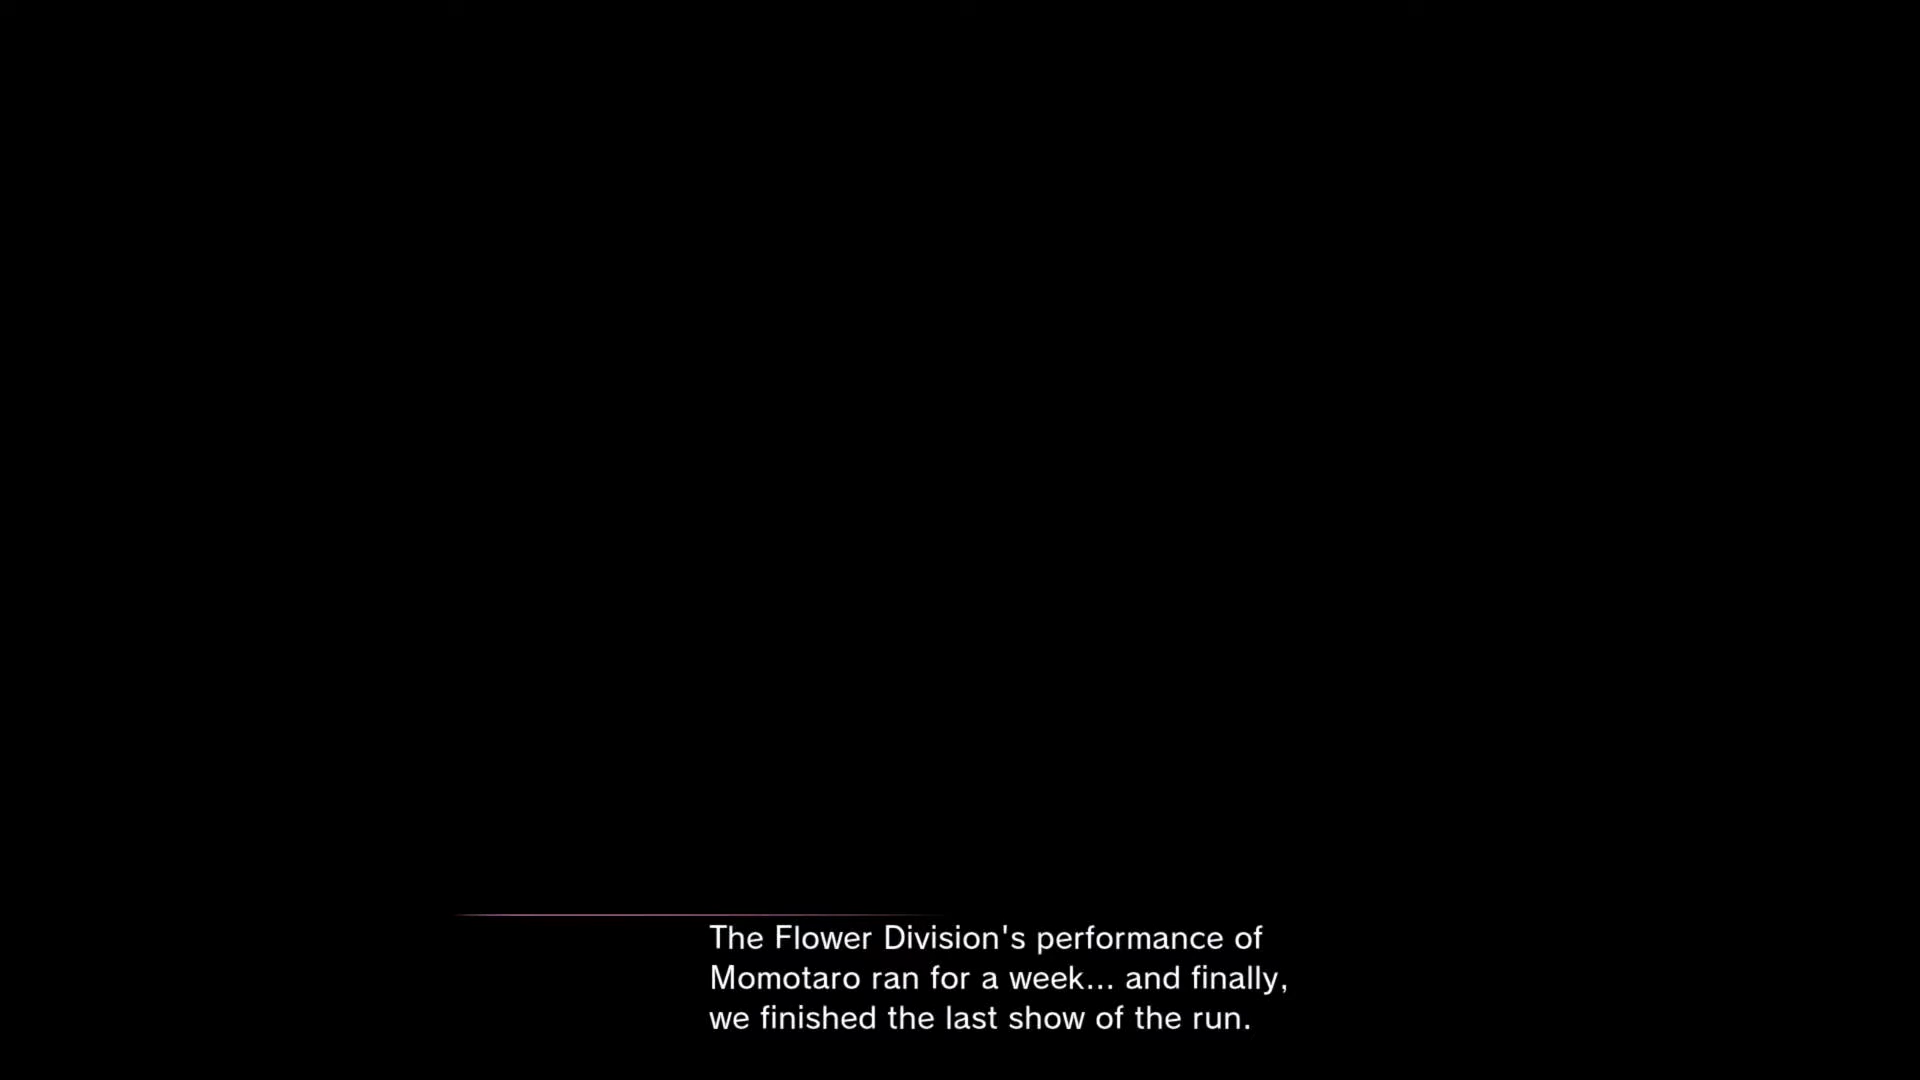 The Flower Division's performance of
Momotaro ran for a week... and finally,
we finished the last show of the run.